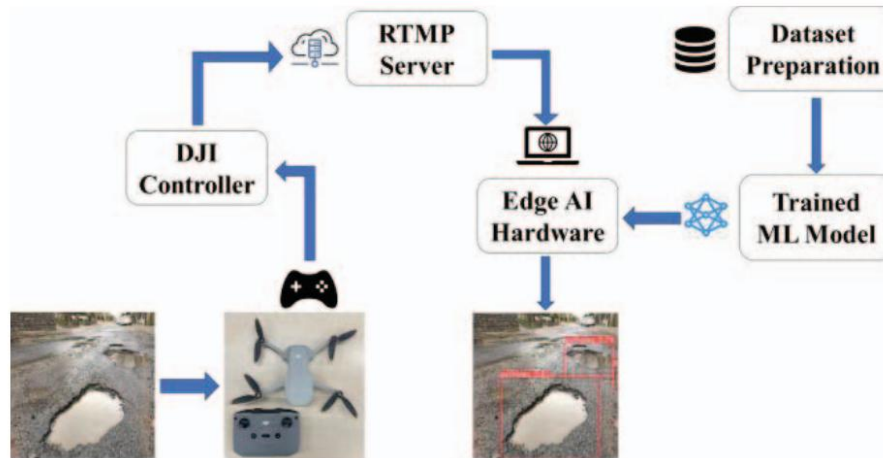 RTMP
Server
Dataset
Preparation
DJI
Controller
Edge AI
Hardware
Trained
ML Model